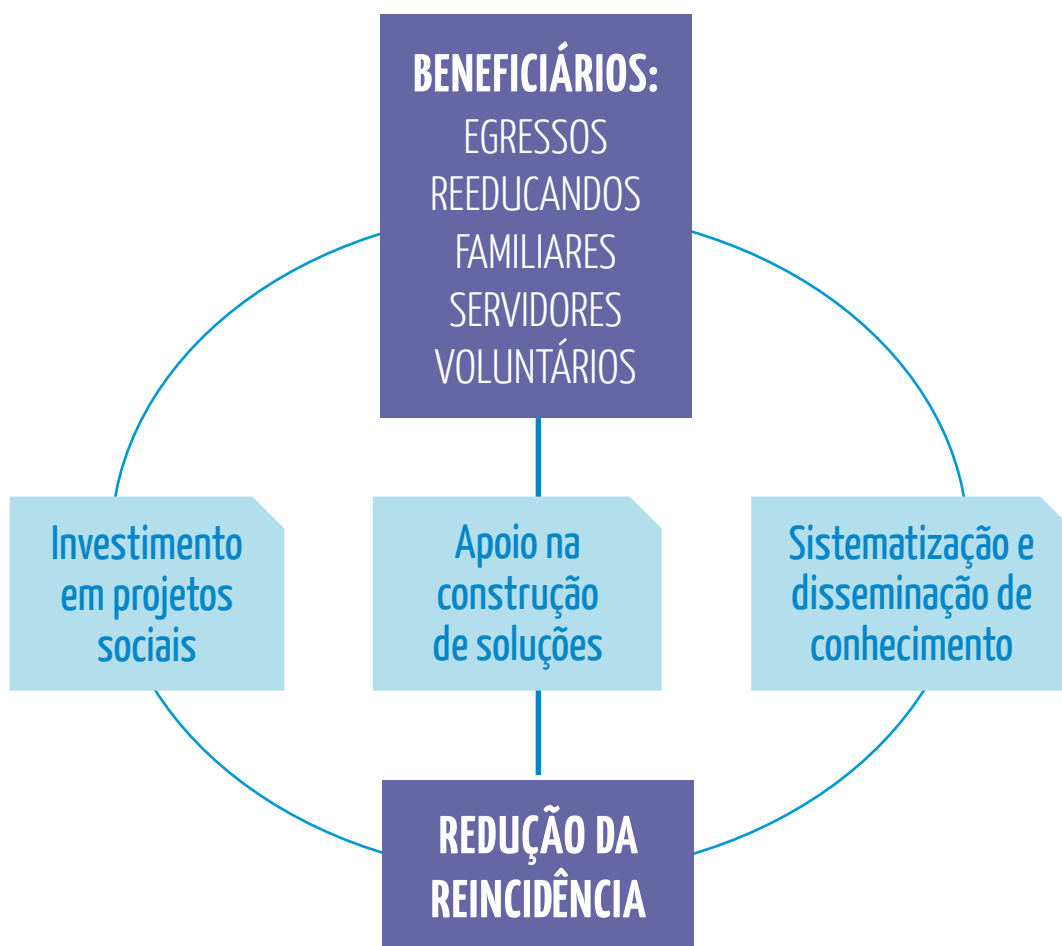 BENEFICIÁRIOS:
EGRESSOS
REEDUCANDOS
FAMILIARES
SERVIDORES
VOLUNTÁRIOS
Investimento
em projetos
sociais
Apoio na
construção
de soluções
Sistematização e
disseminação de
conhecimento
REDUÇÃO DA
REINCIDÊNCIA